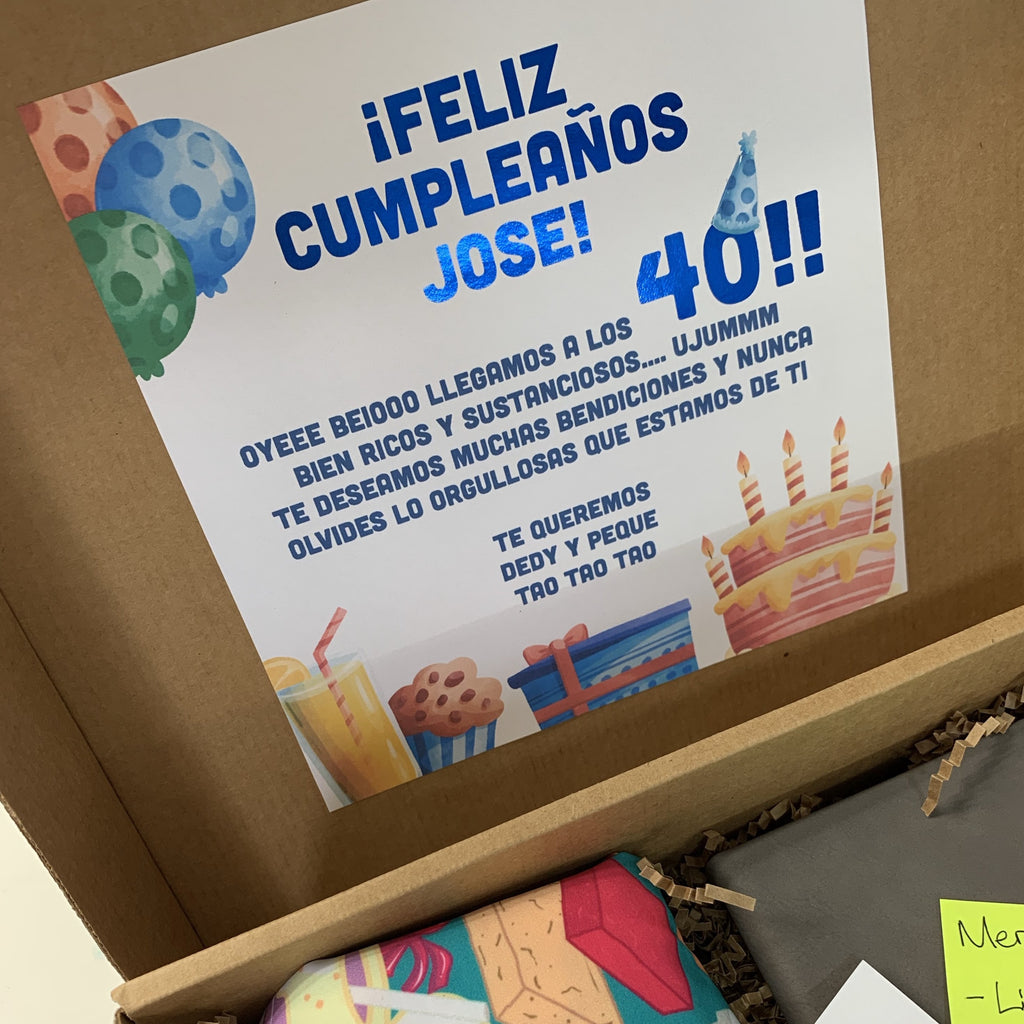 ¡FELIZ
CUMPLEAÑOS
JOSE!
40!!
OYEEE BEIOOO LLEGAMOS A LOS
BIEN RICOS Y SUSTANCIOSOS.... UJUMMM
TE DESEAMOS MUCHAS BENDICIONES Y NUNCA
OLVIDES LO ORGULLOSAS QUE ESTAMOS DE TI
TE QUEREMOS
DEDY Y PEQUE
TAO TAO TAO